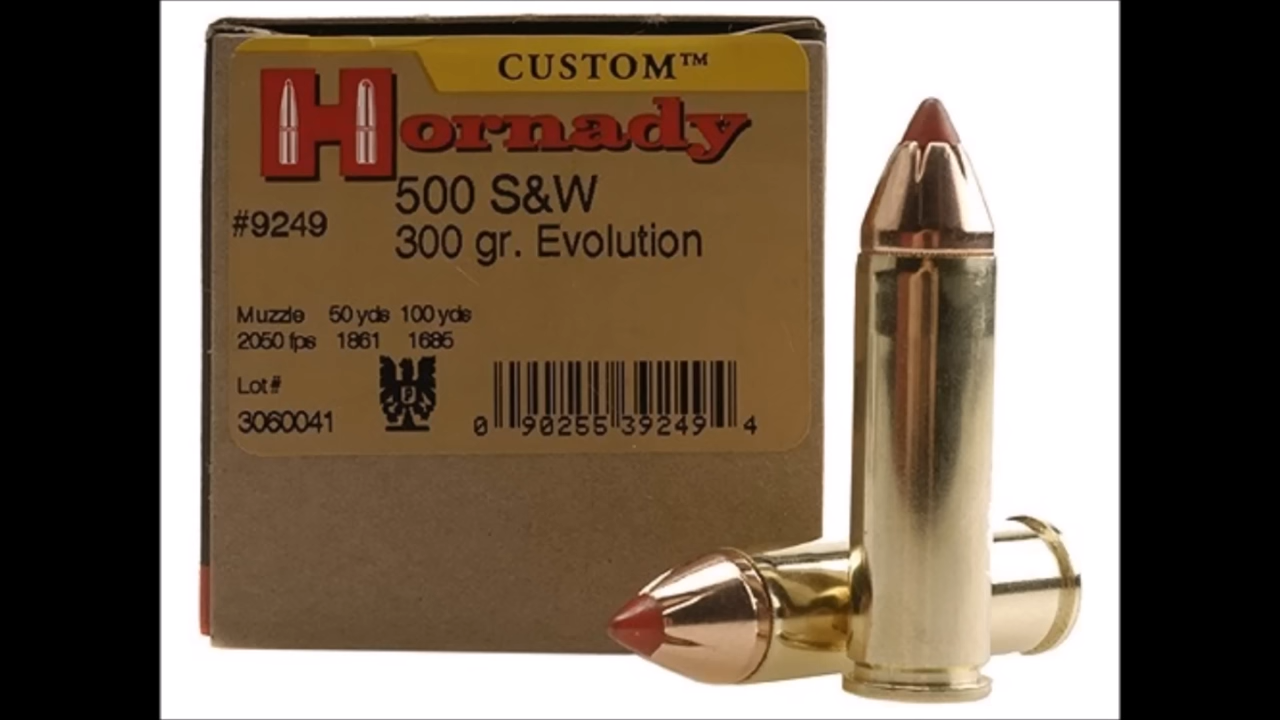 CUSTOM™
Hornady
500 S&W
#9249
300 gr. Evolution
Muzzle 50 yds 100 yds
2050 fps 1861 1685
Lot#
3060041
0 90255 39249 4